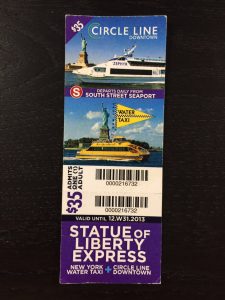 $35
CIRCLE LINE
DOWNTOWN
ZEPHYR
S
DEPARTS DAILY FROM
SOUTH STREET SEAPORT
WATER
TAXI
0000216732
0000216732
$35 ADMITS ONE (1) ADULT
VALID UNTIL 12.W31.2013
STATUE OF
LIBERTY
EXPRESS
NEW YORK
WATER TAXI
+
CIRCLE LINE
DOWNTOWN